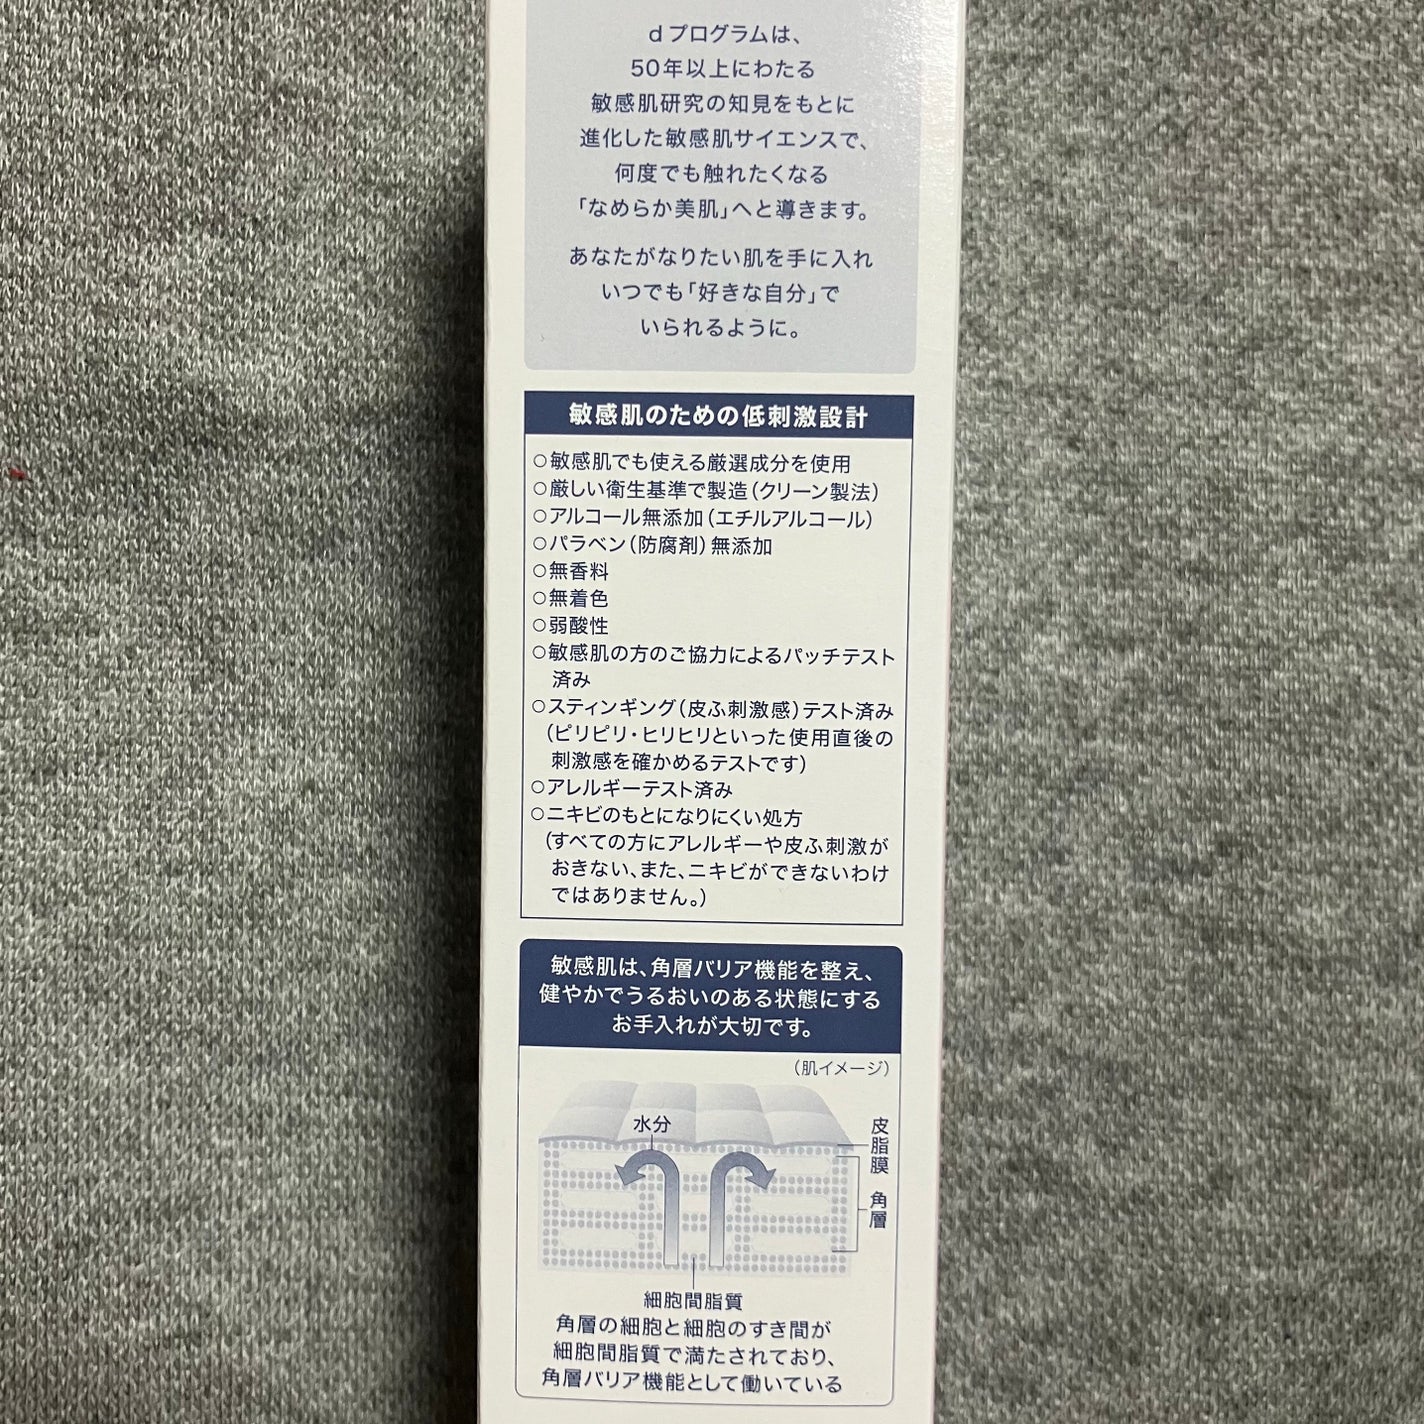 d プログラムは、
50年以上にわたる
敏感肌研究の知見をもとに
進化した敏感肌サイエンスで、
何度でも触れたくなる
「なめらか美肌」へと導きます。
あなたがなりたい肌を手に入れ
いつでも「好きな自分」で
いられるように。
敏感肌のための低刺激設計
○敏感肌でも使える厳選成分を使用
○厳しい衛生基準で製造（クリーン製法）
○アルコール無添加（エチルアルコール）
○パラベン（防腐剤）無添加
○無香料
○無着色
○弱酸性
○敏感肌の方のご協力によるパッチテスト
済み
○スティンギング（皮ふ刺激感）テスト済み
（ピリピリ・ヒリヒリといった使用直後の
刺激感を確かめるテストです）
○アレルギーテスト済み
○ニキビのもとになりにくい処方
（すべての方にアレルギーや皮ふ刺激が
おきない、また、ニキビができないわけ
ではありません。）
敏感肌は、角層バリア機能を整え、
健やかでうるおいのある状態にする
お手入れが大切です。
（肌イメージ）
水分
皮脂膜
角層
細胞間脂質
角層の細胞と細胞のすき間が
細胞間脂質で満たされており、
角層バリア機能として働いている